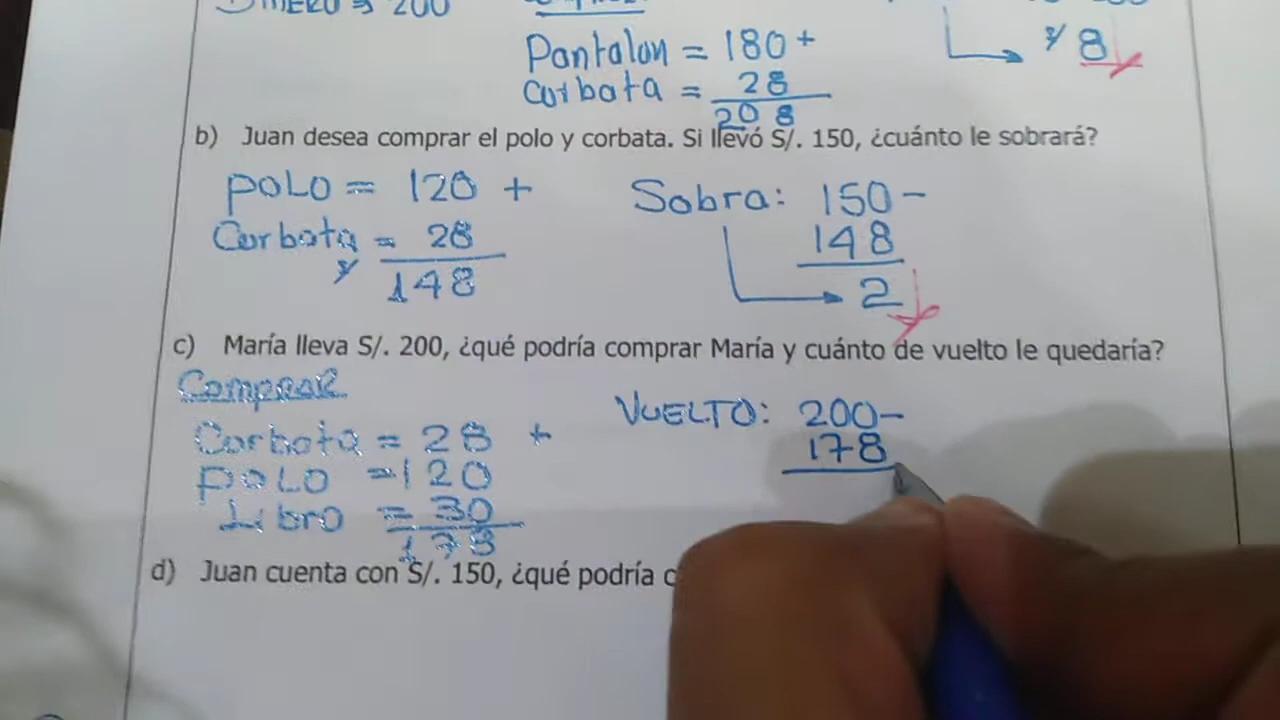 = 200
Pantalon = 180 +
Corbata = 28
208
S/ 8
b) Juan desea comprar el polo y corbata. Si llevó S/. 150, ¿cuánto le sobrará?
POLO = 120 +
Corbata = 28
S/ 148
Sobra: 150 -
148
2
c) María lleva S/. 200, ¿qué podría comprar María y cuánto de vuelto le quedaría?
Comprar
Corbata = 28 +
POLO = 120
Libro = 30
178
VUELTO: 200 -
178
d) Juan cuenta con S/. 150, ¿qué podría